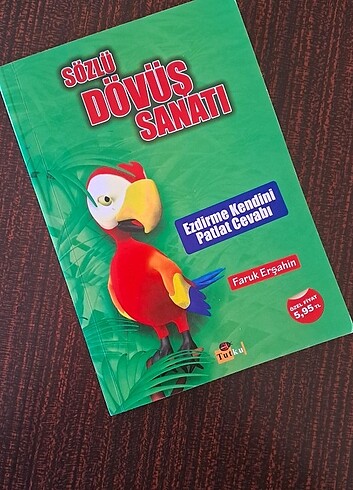 SÖZLÜ
DÖVÜŞ
SANATI
Ezdirme Kendini
Patlat Cevabı
Faruk Erşahin
ÖZEL FİYAT
5,95 TL
Tutku